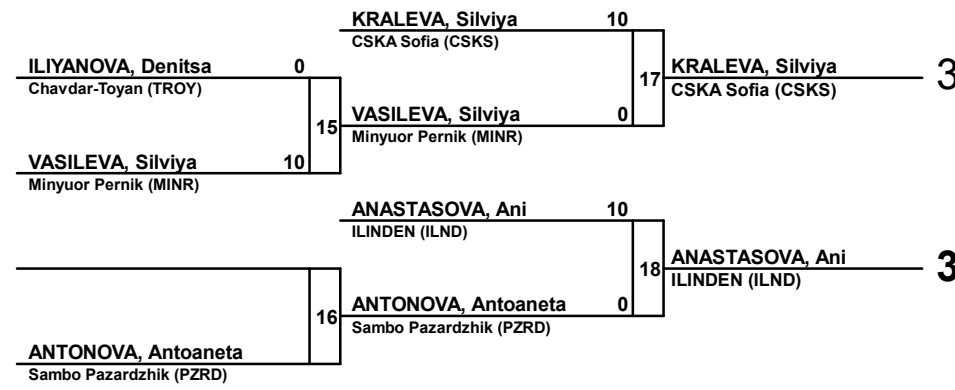 KRALEVA, Silviya 10
CSKA Sofia (CSKS)
ILIYANOVA, Denitsa 0
Chavdar-Toyan (TROY)
17
KRALEVA, Silviya
CSKA Sofia (CSKS)
3
15
VASILEVA, Silviya 0
Minyuor Pernik (MINR)
VASILEVA, Silviya 10
Minyuor Pernik (MINR)
ANASTASOVA, Ani 10
ILINDEN (ILND)
18
ANASTASOVA, Ani
ILINDEN (ILND)
3
16
ANTONOVA, Antoaneta 0
Sambo Pazardzhik (PZRD)
ANTONOVA, Antoaneta
Sambo Pazardzhik (PZRD)